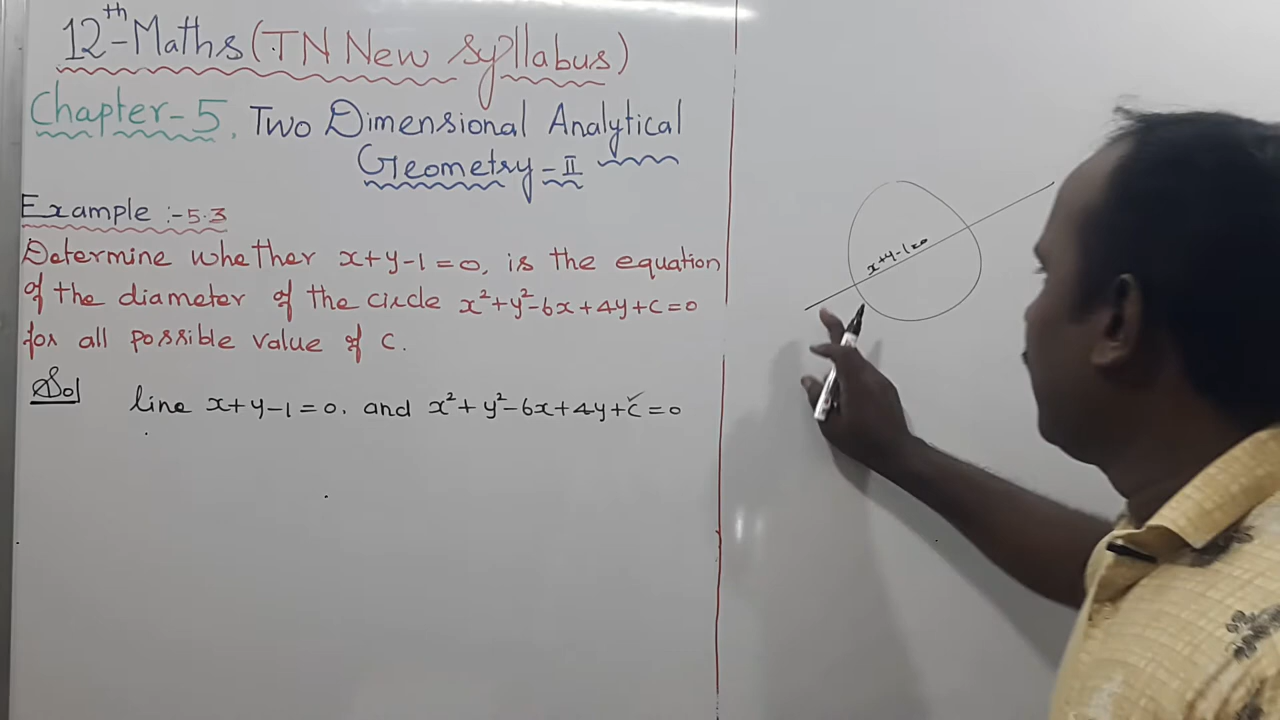 12th-Maths (TN New Syllabus)
Chapter-5. Two Dimensional Analytical
Geometry-II
Example :-5.3
Determine whether x+y-1=0, is the equation
of the diameter of the circle x²+y²-6x+4y+c=0
for all possible value of c.
Sol
line x+y-1=0. and x²+y²-6x+4y+c=0
x+y-1=0